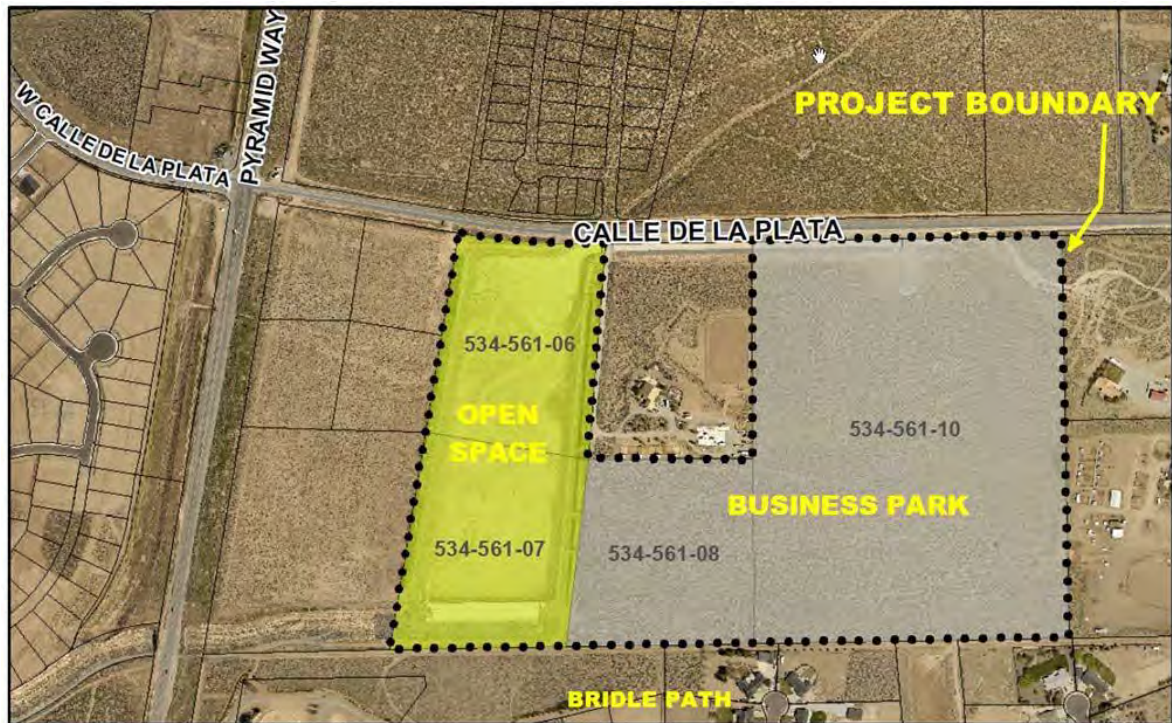 PYRAMID WAY
PROJECT BOUNDARY
W CALLE DE LA PLATA
CALLE DE LA PLATA
534-561-06
OPEN
SPACE
534-561-10
BUSINESS PARK
534-561-07
534-561-08
BRIDLE PATH